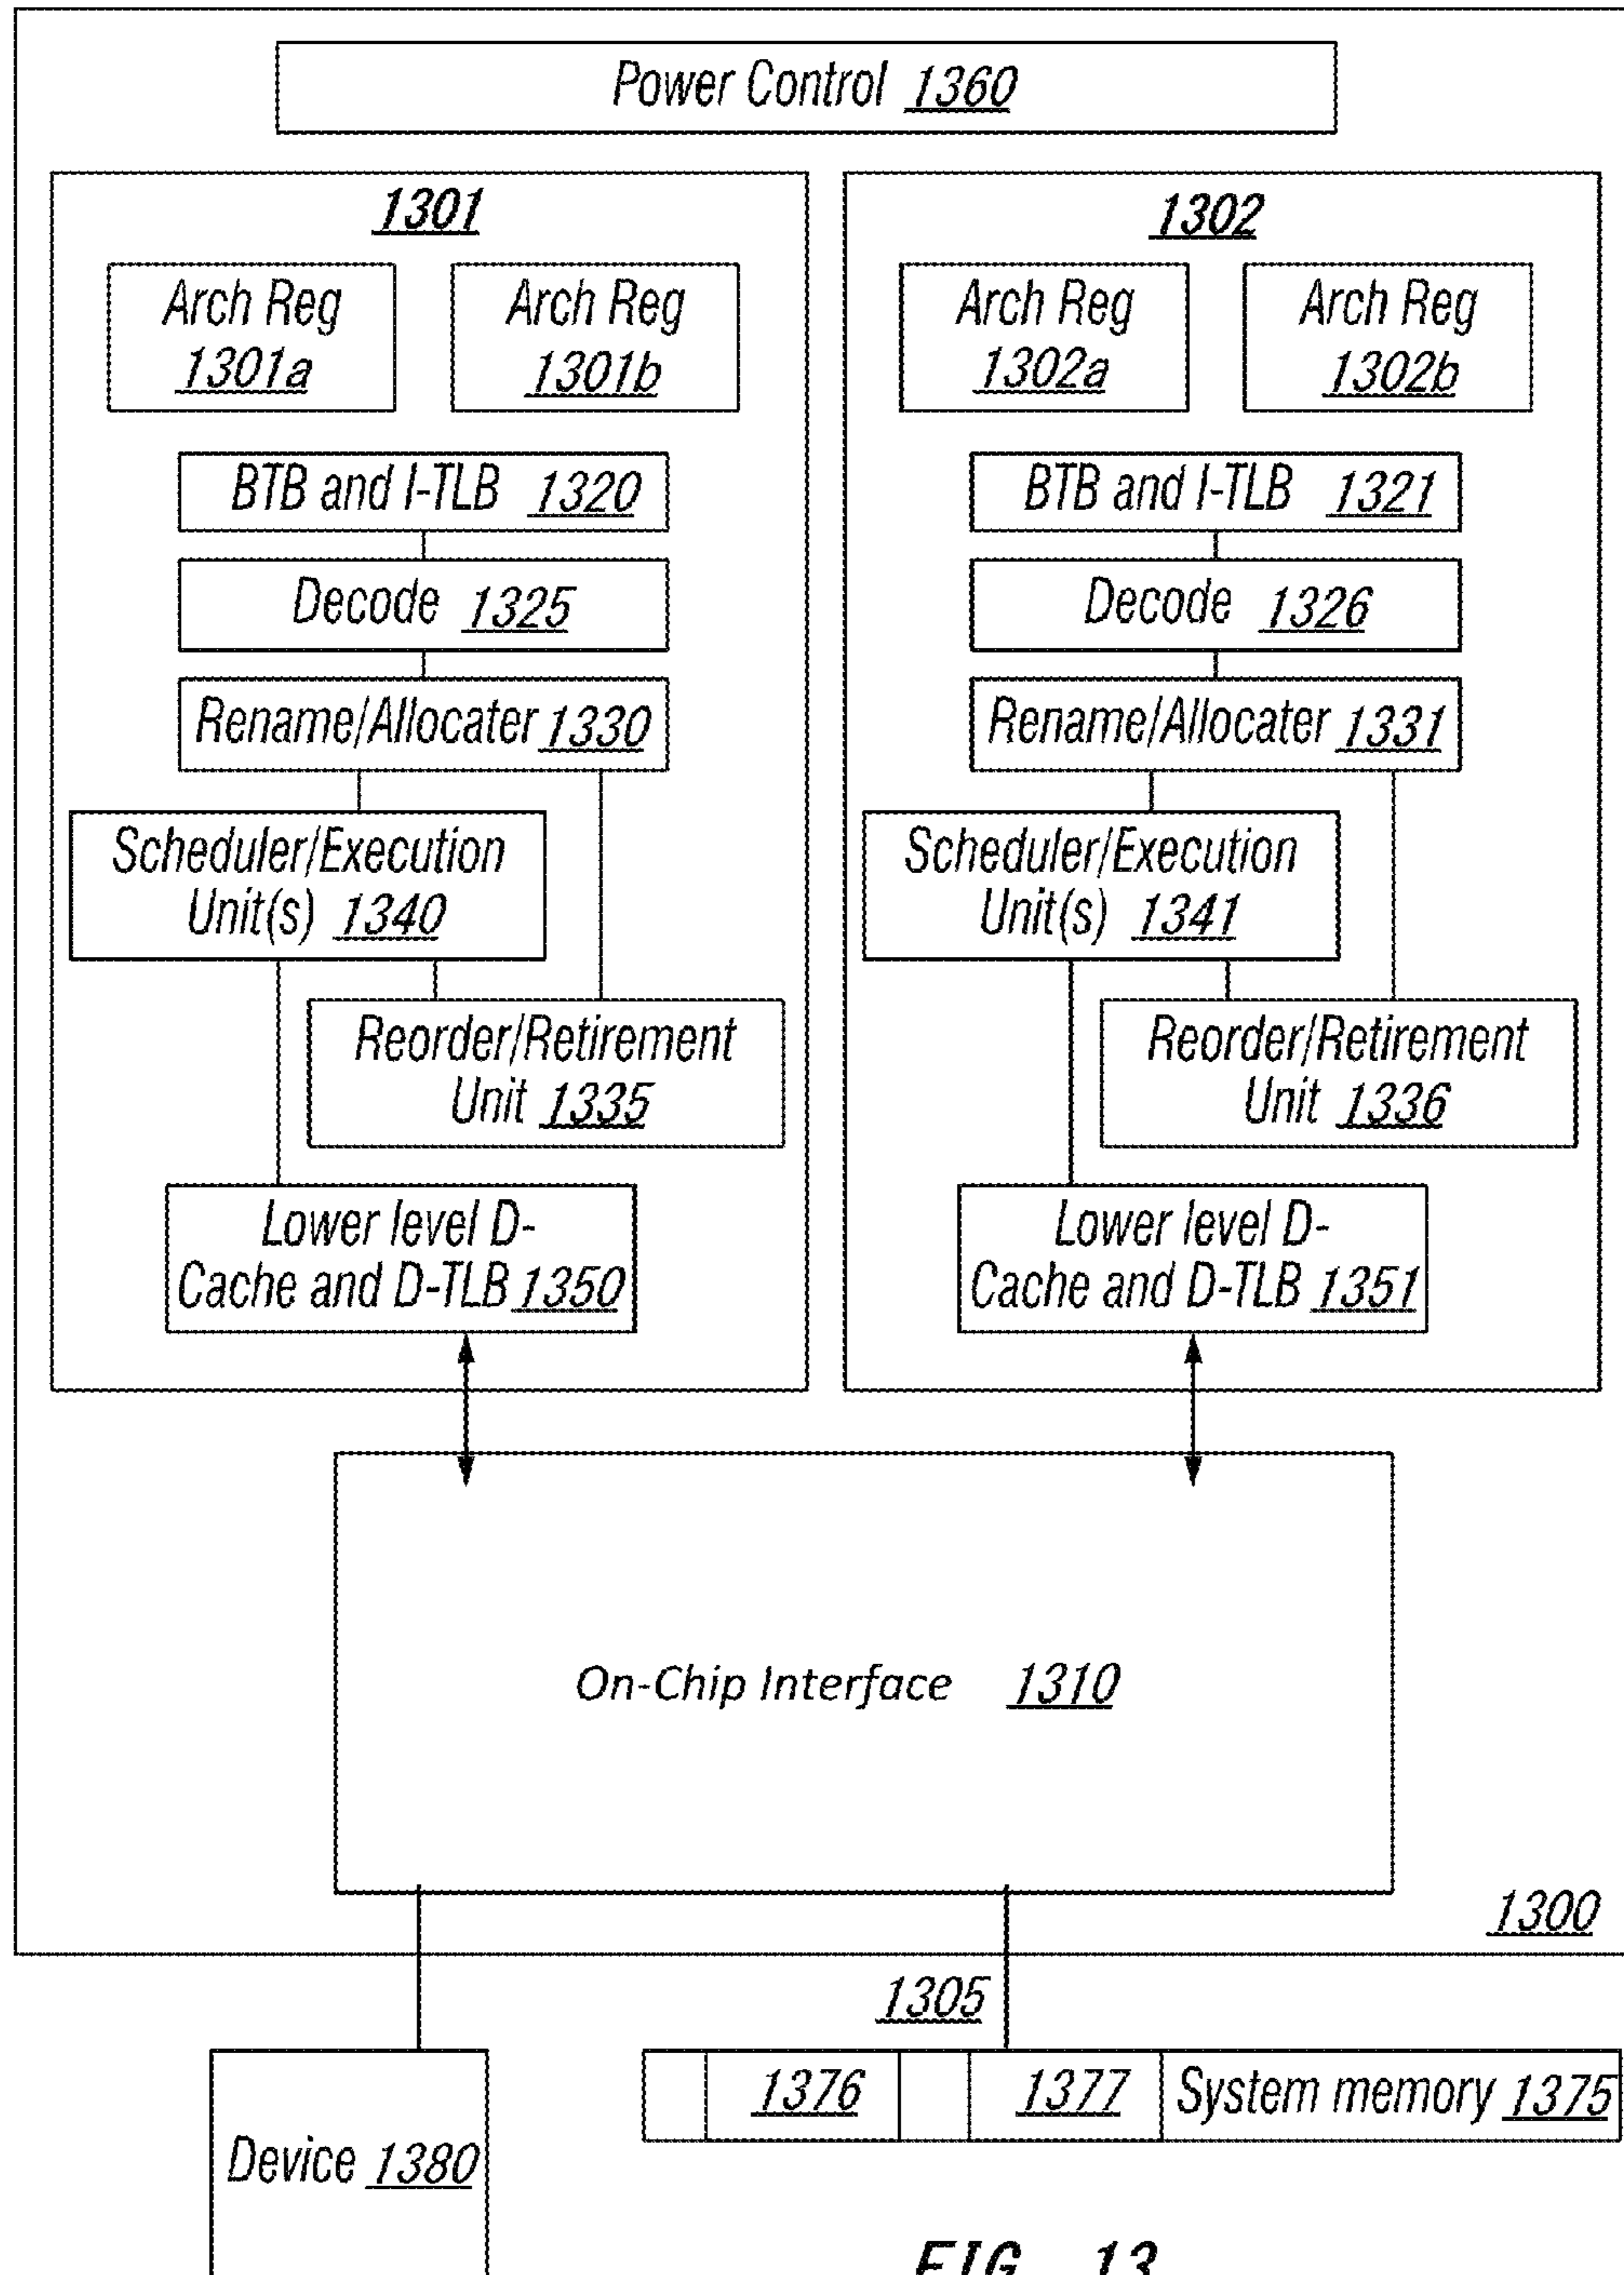 Power Control 1360
1301
Arch Reg
1301a
Arch Reg
1301b
BTB and I-TLB 1320
Decode 1325
Rename/Allocater 1330
Scheduler/Execution
Unit(s) 1340
Reorder/Retirement
Unit 1335
Lower level D-
Cache and D-TLB 1350
1302
Arch Reg
1302a
Arch Reg
1302b
BTB and I-TLB 1321
Decode 1326
Rename/Allocater 1331
Scheduler/Execution
Unit(s) 1341
Reorder/Retirement
Unit 1336
Lower level D-
Cache and D-TLB 1351
On-Chip Interface 1310
1300
1305
1376
1377
System memory 1375
Device 1380
FIG. 13